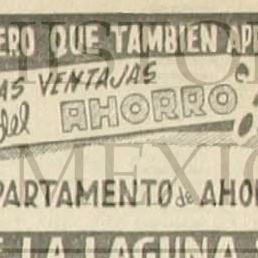 ERO QUE TAMBIEN AP
AS VENTAJAS
del AHORRO
PARTAMENTO de AHO
E LA LAGUNA